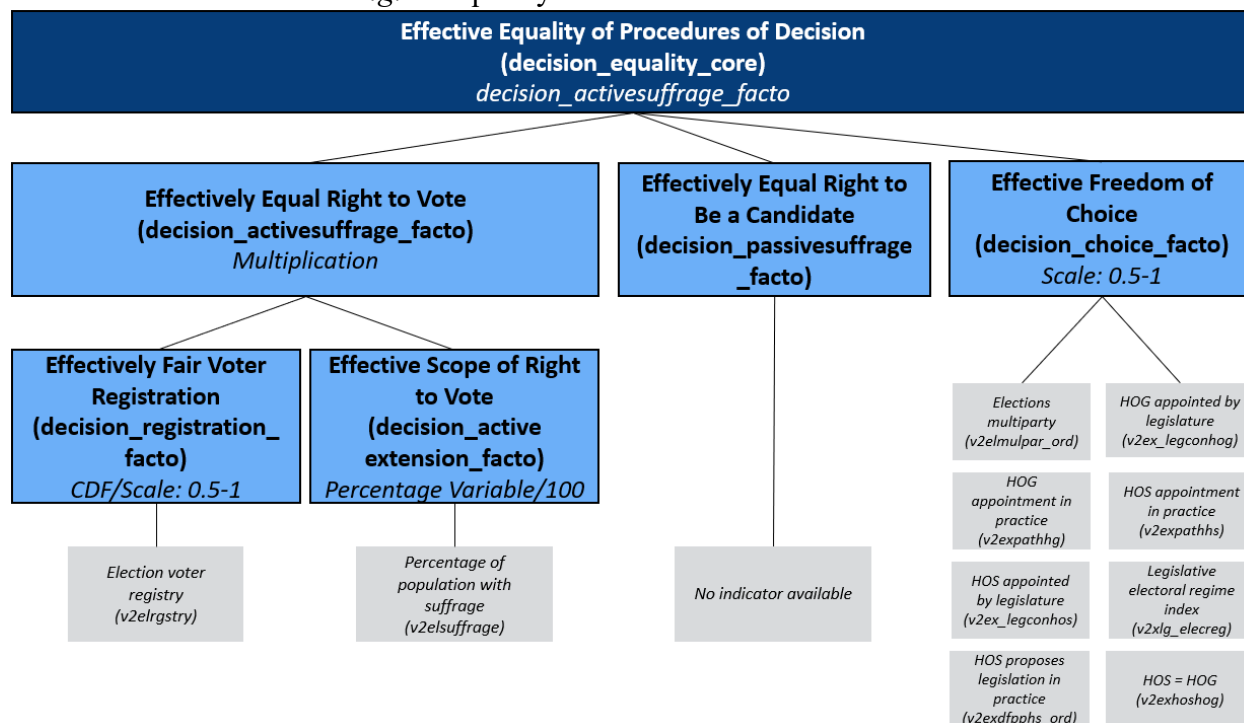 Effective Equality of Procedures of Decision
(decision_equality_core)
decision_activesuffrage_facto
Effectively Equal Right to Vote
(decision_activesuffrage_facto)
Multiplication
Effectively Equal Right to
Be a Candidate
(decision_passivesuffrage
_facto)
Effective Freedom of
Choice
(decision_choice_facto)
Scale: 0.5-1
Effectively Fair Voter
Registration
(decision_registration_
facto)
CDF/Scale: 0.5-1
Effective Scope of Right
to Vote
(decision_active
extension_facto)
Percentage Variable/100
Election voter
registry
(v2elrgstry)
Percentage of
population with
suffrage
(v2elsuffrage)
No indicator available
Elections
multiparty
(v2elmulpar_ord)
HOG appointed by
legislature
(v2ex_legconhog)
HOG
appointment in
practice
(v2expathhg)
HOS appointment
in practice
(v2expathhs)
HOS appointed
by legislature
(v2ex_legconhos)
Legislative
electoral regime
index
(v2xlg_elecreg)
HOS proposes
legislation in
practice
(v2exdfpphs_ord)
HOS = HOG
(v2exhoshog)